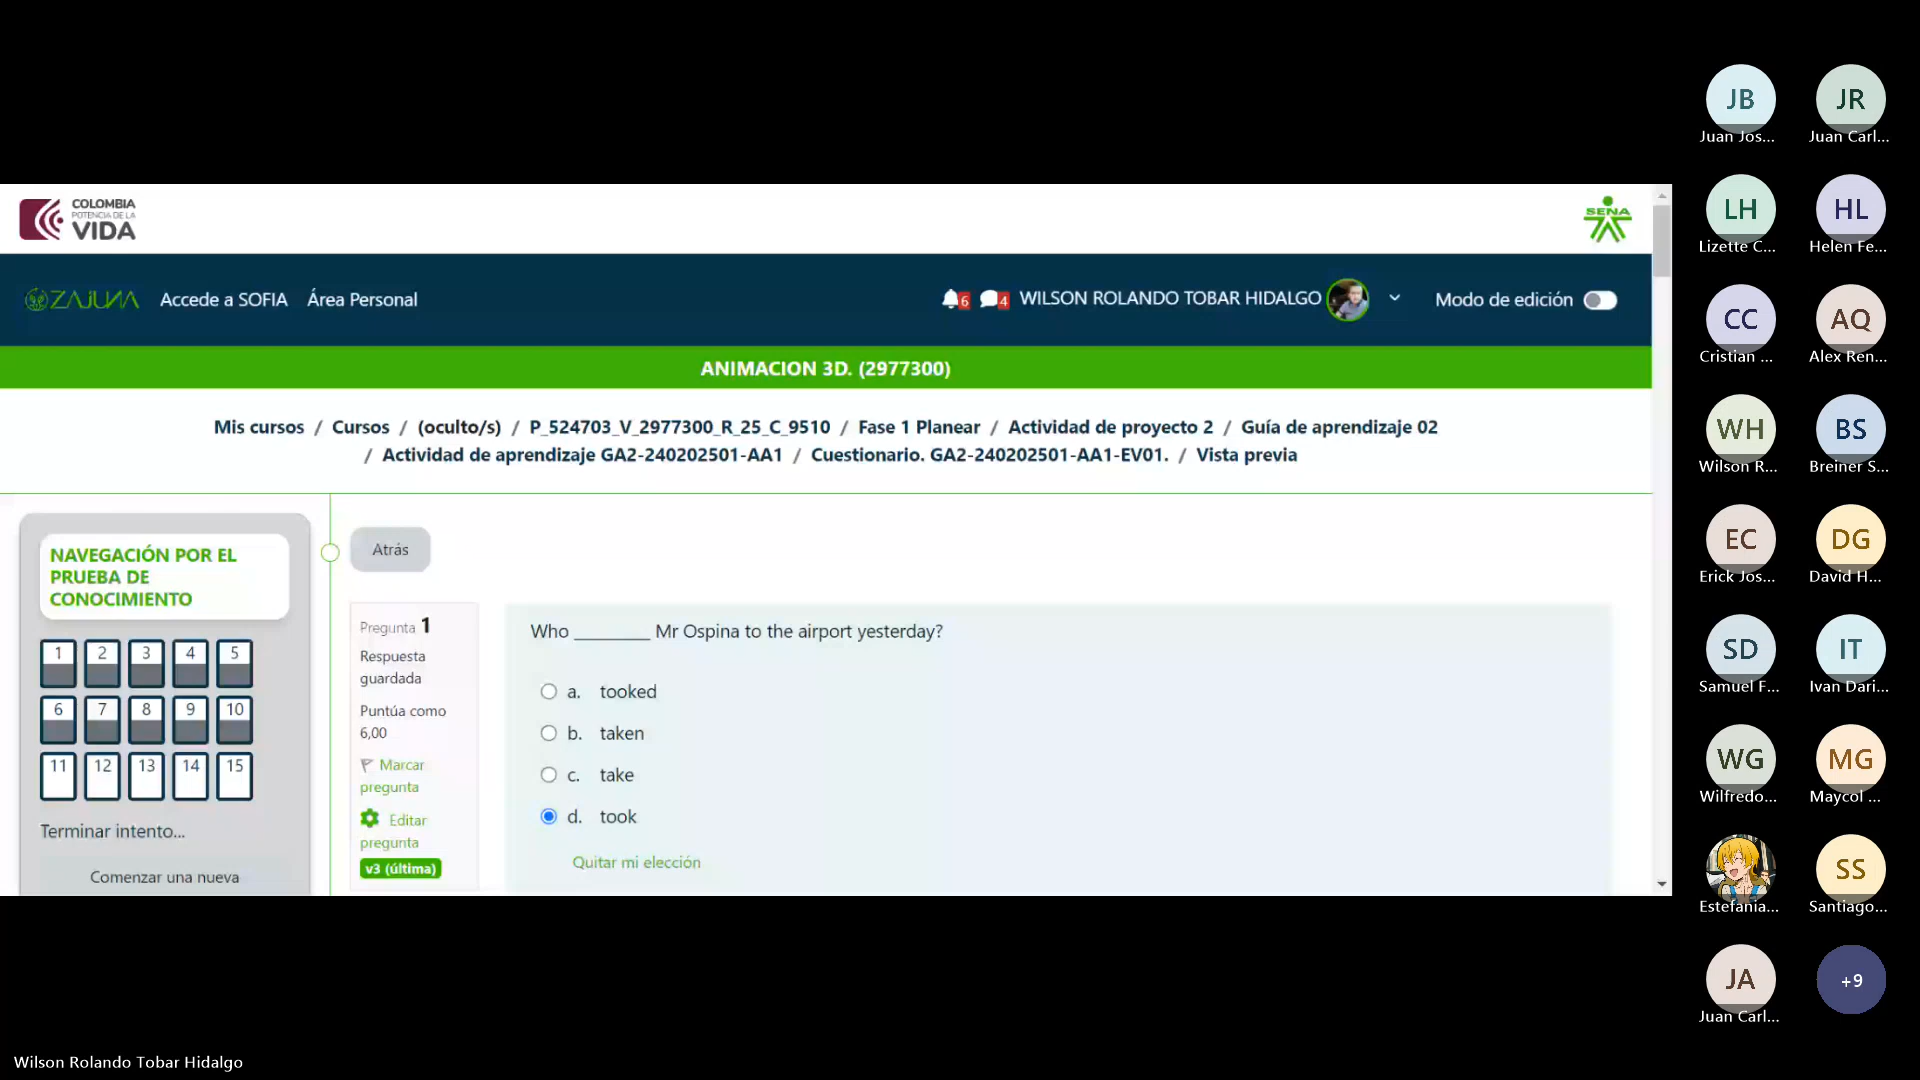 COLOMBIA
POTENCIA DE LA
VIDA
SENA
ZAJUNA Accede a SOFIA Área Personal 6 4 WILSON ROLANDO TOBAR HIDALGO Modo de edición
ANIMACION 3D. (2977300)
Mis cursos / Cursos / (oculto/s) / P_524703_V_2977300_R_25_C_9510 / Fase 1 Planear / Actividad de proyecto 2 / Guía de aprendizaje 02
/ Actividad de aprendizaje GA2-240202501-AA1 / Cuestionario. GA2-240202501-AA1-EV01. / Vista previa
NAVEGACIÓN POR EL
PRUEBA DE
CONOCIMIENTO
1 2 3 4 5
6 7 8 9 10
11 12 13 14 15
Terminar intento...
Comenzar una nueva
Atrás
Pregunta 1
Respuesta
guardada
Puntúa como
6,00
Marcar
pregunta
Editar
pregunta
v3 (última)
Who ________ Mr Ospina to the airport yesterday?
a. tooked
b. taken
c. take
d. took
Quitar mi elección
JB JR
Juan Jos... Juan Carl...
LH HL
Lizette C... Helen Fe...
CC AQ
Cristian ... Alex Ren...
WH BS
Wilson R... Breiner S...
EC DG
Erick Jos... David H...
SD IT
Samuel F... Ivan Dari...
WG MG
Wilfredo... Maycol ...
SS
Estefania... Santiago...
JA +9
Juan Carl...
Wilson Rolando Tobar Hidalgo